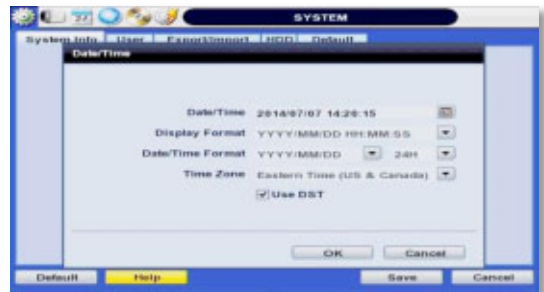 SYSTEM
System Info User Export/Import HDD Default
Date/Time
Date/Time 2014/07/07 14:20:15
Display Format YYYY/MM/DD HH:MM:SS
Date/Time Format YYYY/MM/DD 24H
Time Zone Eastern Time (US & Canada)
Use DST
OK Cancel
Default Help Save Cancel